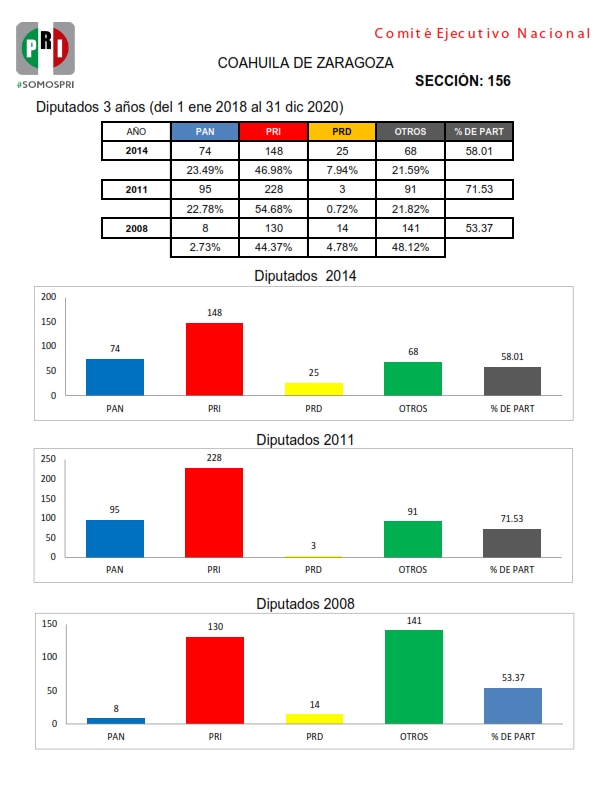 PRI
#SOMOSPRI
Comité Ejecutivo Nacional
COAHUILA DE ZARAGOZA
SECCIÓN: 156
Diputados 3 años (del 1 ene 2018 al 31 dic 2020)
AÑO PAN PRI PRD OTROS % DE PART
2014 74 148 25 68 58.01
23.49% 46.98% 7.94% 21.59%
2011 95 228 3 91 71.53
22.78% 54.68% 0.72% 21.82%
2008 8 130 14 141 53.37
2.73% 44.37% 4.78% 48.12%
Diputados 2014
200
150
100
50
0
74 148 25 68 58.01
PAN PRI PRD OTROS % DE PART
Diputados 2011
250
200
150
100
50
0
95 228 3 91 71.53
PAN PRI PRD OTROS % DE PART
Diputados 2008
150
100
50
0
8 130 14 141 53.37
PAN PRI PRD OTROS % DE PART